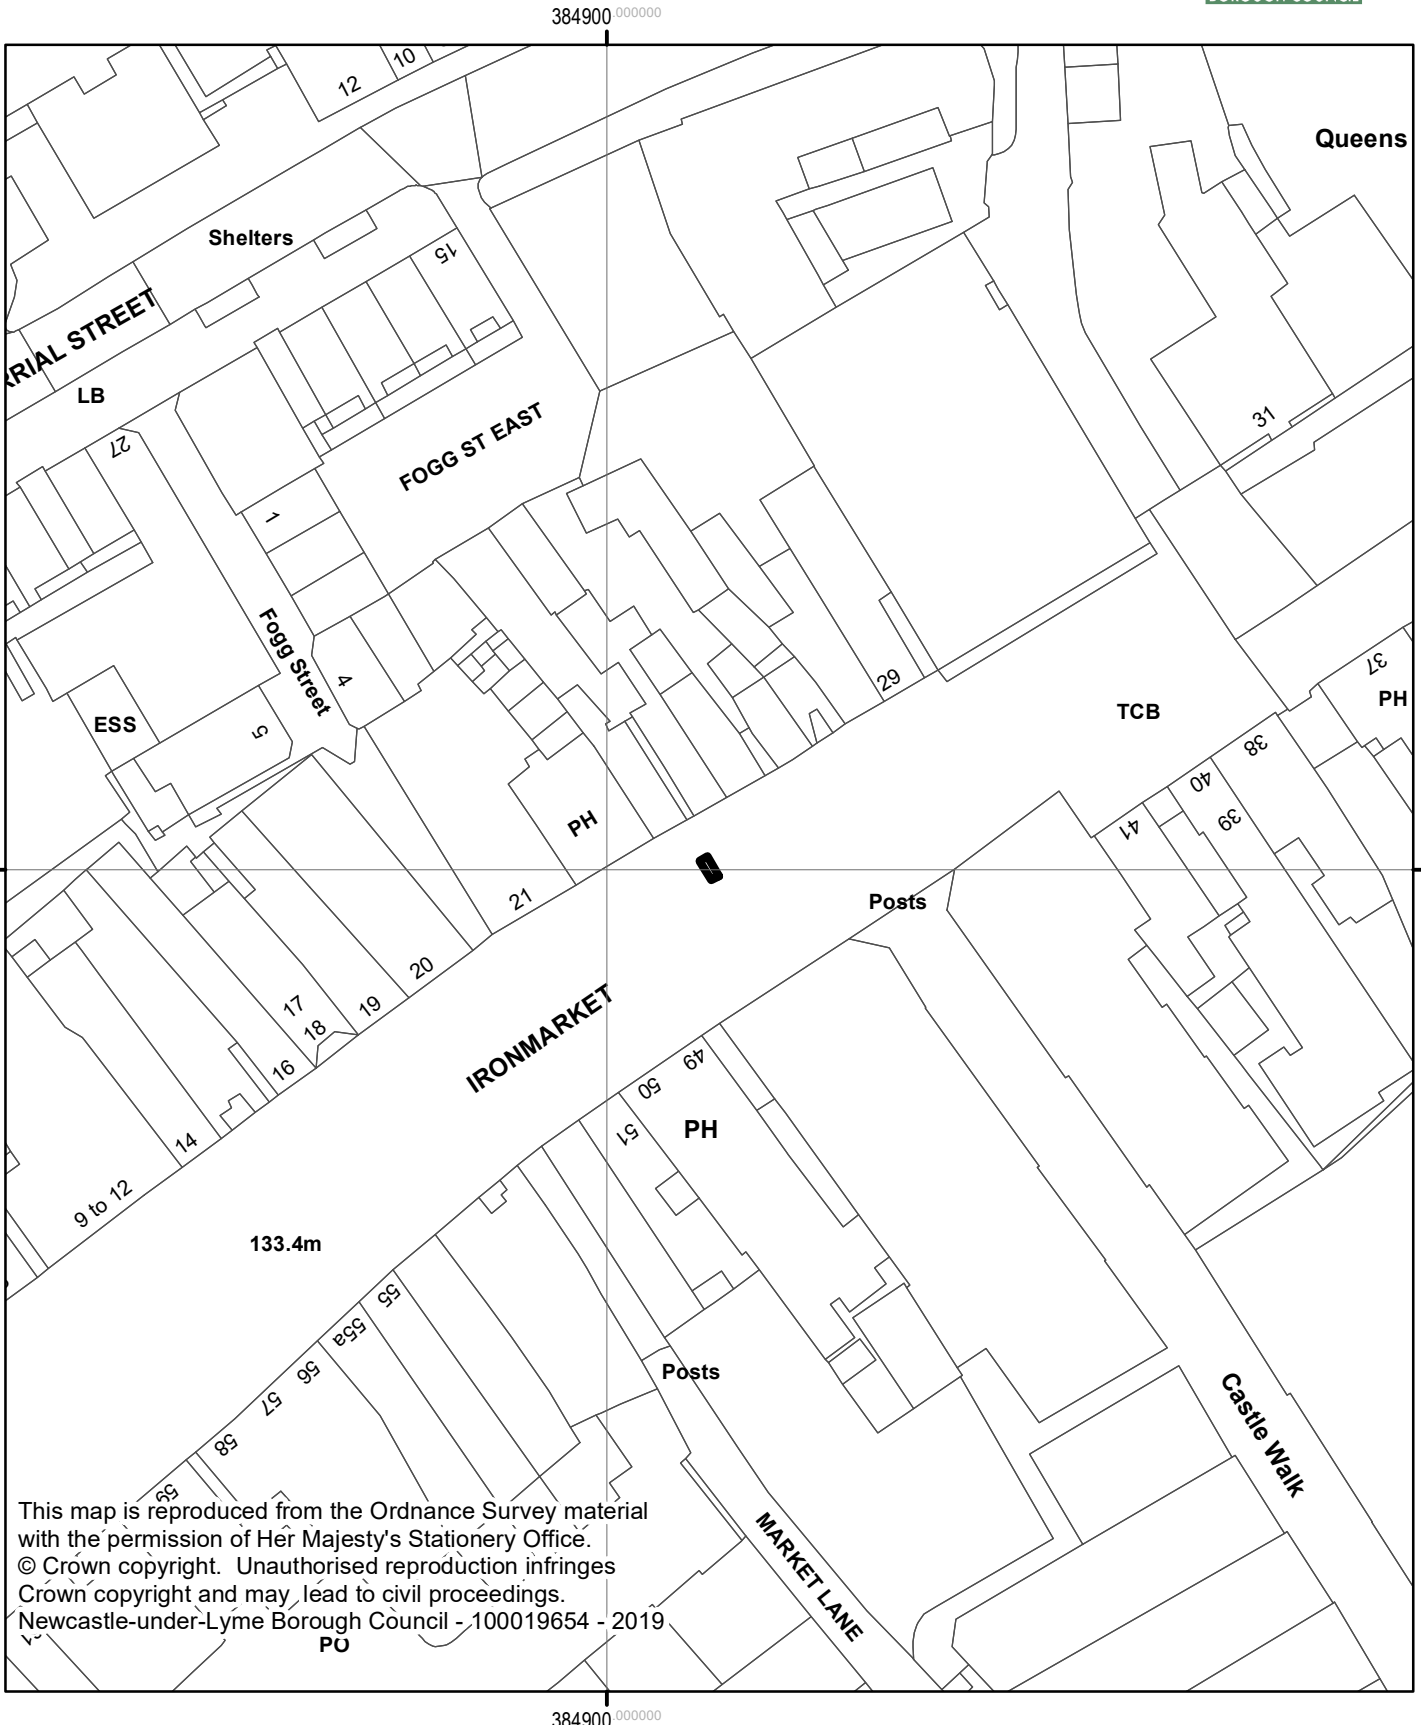 384900.000000
12
10
Queens
Shelters
15
RRIAL STREET
LB
27
FOGG ST EAST
31
1
Fogg Street
4
29
37
PH
TCB
ESS
5
38
40
39
41
PH
21
Posts
20
19
17
18
16
IRONMARKET
49
50
51
PH
14
9 to 12
133.4m
55
55a
56
57
58
59
Posts
Castle Walk
MARKET LANE
This map is reproduced from the Ordnance Survey material
with the permission of Her Majesty's Stationery Office.
© Crown copyright. Unauthorised reproduction infringes
Crown copyright and may lead to civil proceedings.
Newcastle-under-Lyme Borough Council - 100019654 - 2019
PO
384900.000000